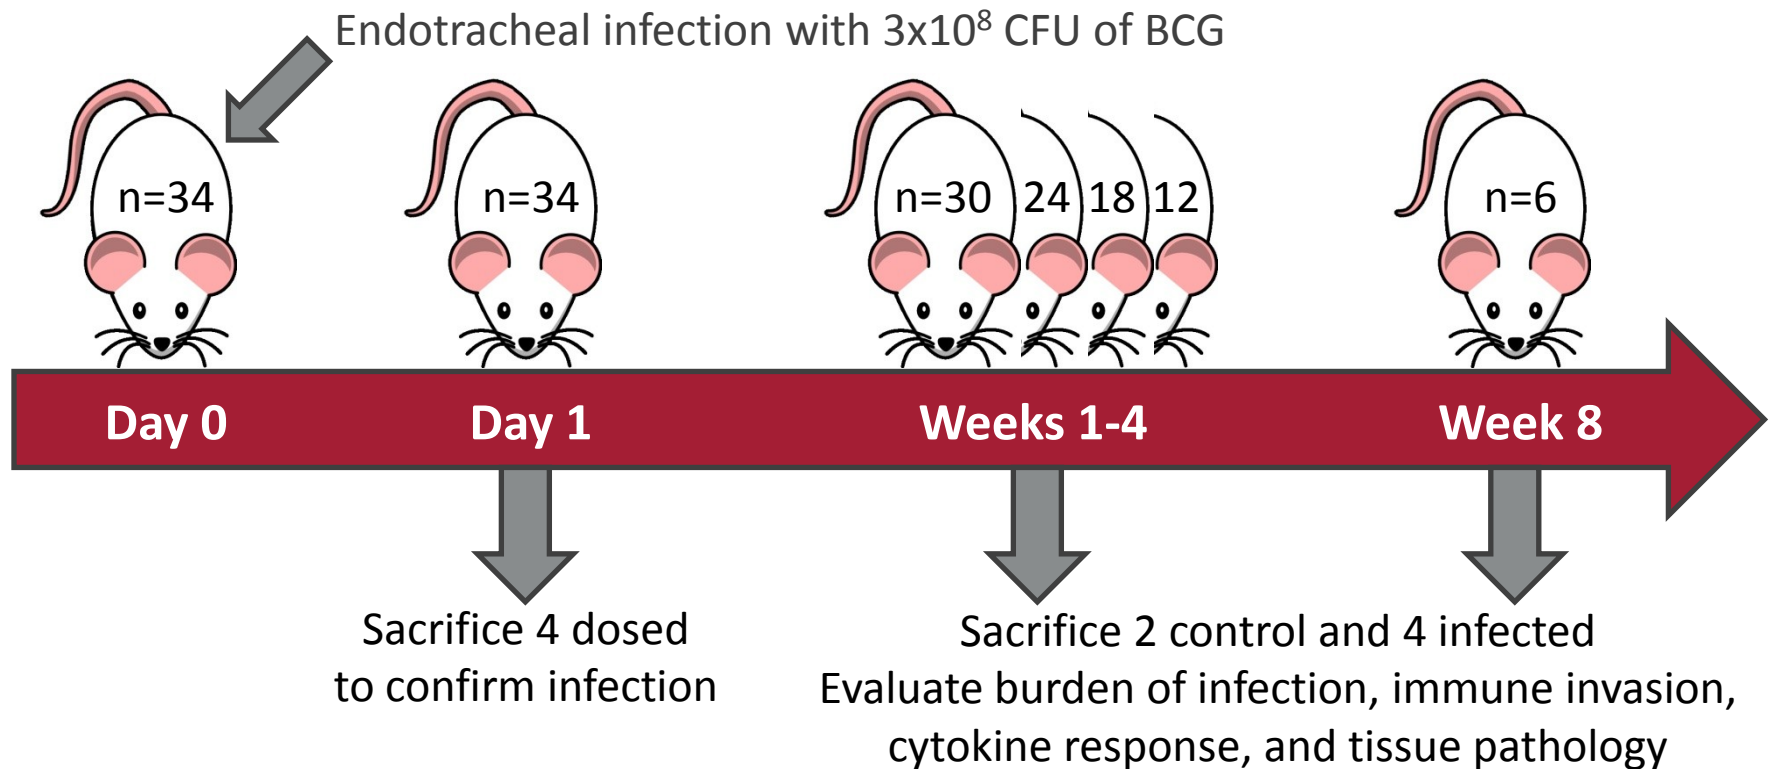 Endotracheal infection with 3x10⁸ CFU of BCG
n=34
n=34
n=30 24 18 12
n=6
Day 0
Day 1
Weeks 1-4
Week 8
Sacrifice 4 dosed
to confirm infection
Sacrifice 2 control and 4 infected
Evaluate burden of infection, immune invasion,
cytokine response, and tissue pathology